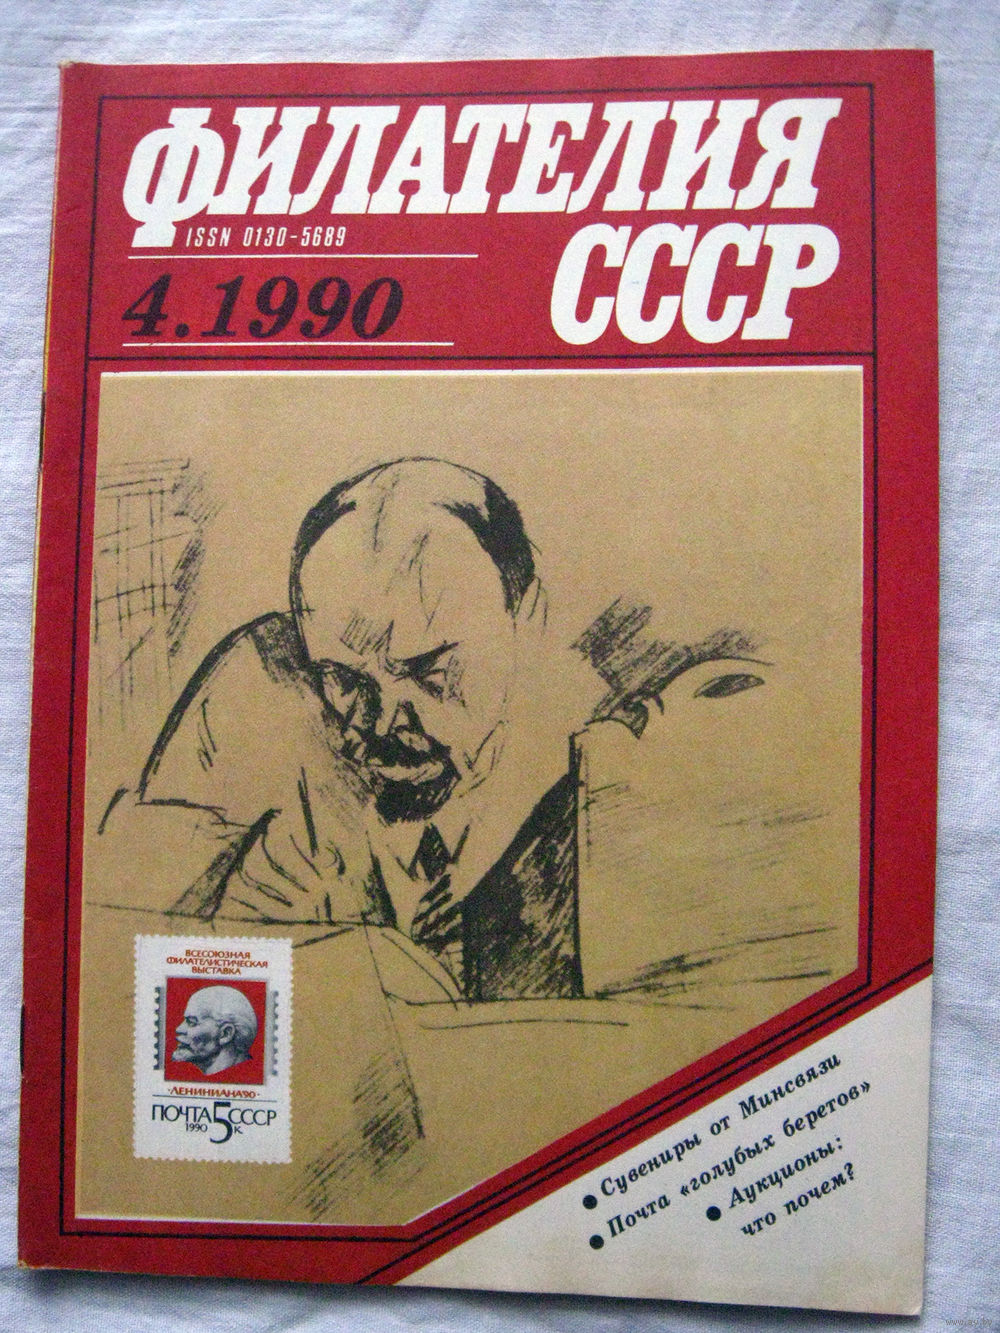 ФИЛАТЕЛИЯ
СССР
ISSN 0130-5689
4.1990
ВСЕСОЮЗНАЯ
ФИЛАТЕЛИСТИЧЕСКАЯ
ВЫСТАВКА
·ЛЕНИНИАНА'90·
ПОЧТА 5 СССР
1990 К
● Сувениры от Минсвязи
● Почта «голубых беретов»
● Аукционы:
что почем?